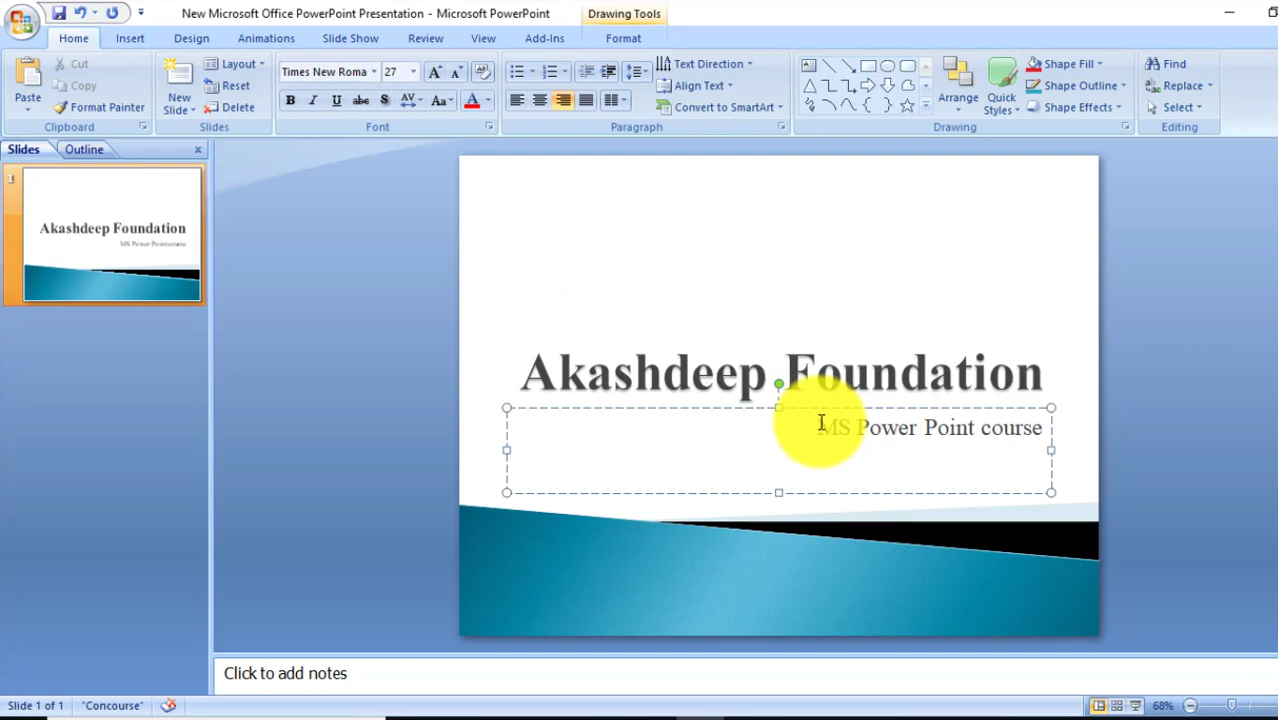 New Microsoft Office PowerPoint Presentation - Microsoft PowerPoint
Drawing Tools
Home Insert Design Animations Slide Show Review View Add-Ins Format
Paste
Cut
Copy
Format Painter
Clipboard
New Slide
Layout
Reset
Delete
Slides
Times New Roma 27
B I U abc S AV Aa A
Font
Text Direction
Align Text
Convert to SmartArt
Paragraph
Arrange
Quick Styles
Shape Fill
Shape Outline
Shape Effects
Drawing
Find
Replace
Select
Editing
Slides Outline
1
Akashdeep Foundation
MS Power Point course
Akashdeep Foundation
MS Power Point course
Click to add notes
Slide 1 of 1 "Concourse" 68%